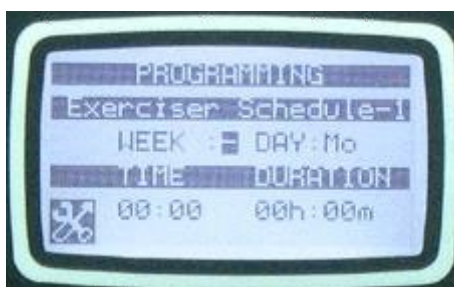 PROGRAMMING
Exerciser Schedule-1
WEEK : DAY:Mo
TIME DURATION
00:00 00h:00m